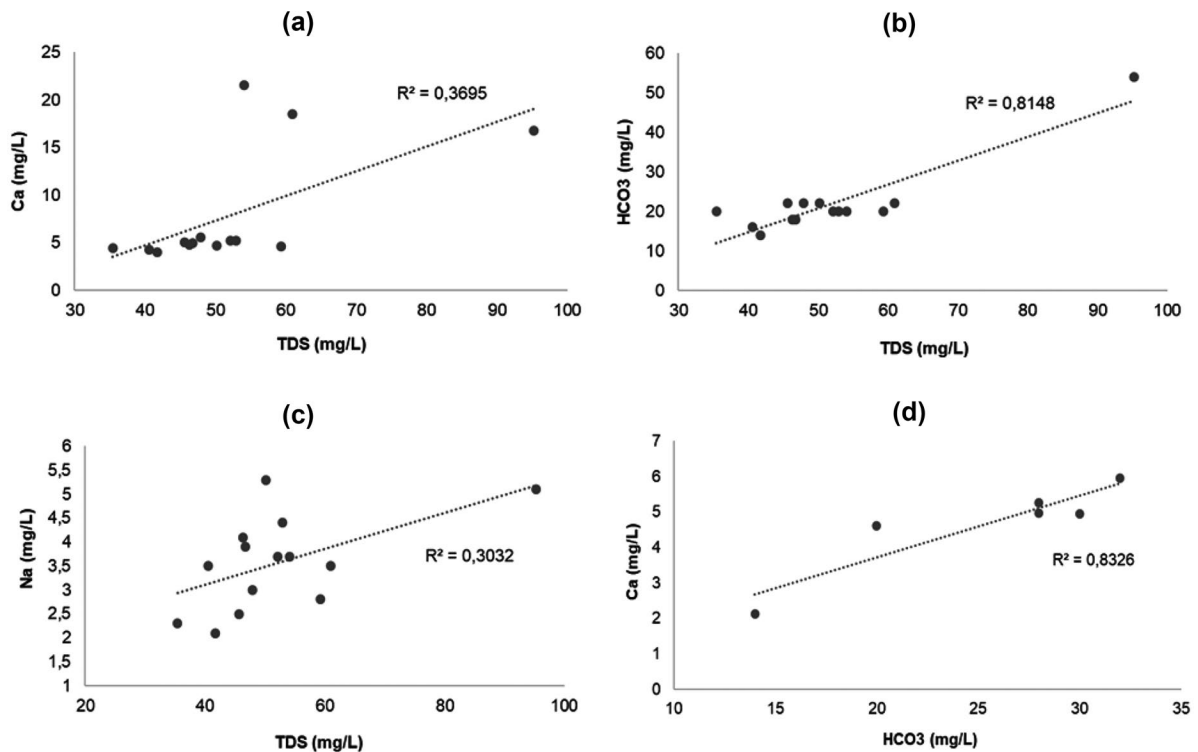 (a)
25
20
15
10
5
0
Ca (mg/L)
R² = 0,3695
30 40 50 60 70 80 90 100
TDS (mg/L)
(b)
60
50
40
30
20
10
0
HCO3 (mg/L)
R² = 0,8148
30 40 50 60 70 80 90 100
TDS (mg/L)
(c)
6
5,5
5
4,5
4
3,5
3
2,5
2
1,5
1
Na (mg/L)
R² = 0,3032
20 40 60 80 100
TDS (mg/L)
(d)
7
6
5
4
3
2
1
0
Ca (mg/L)
R² = 0,8326
10 15 20 25 30 35
HCO3 (mg/L)